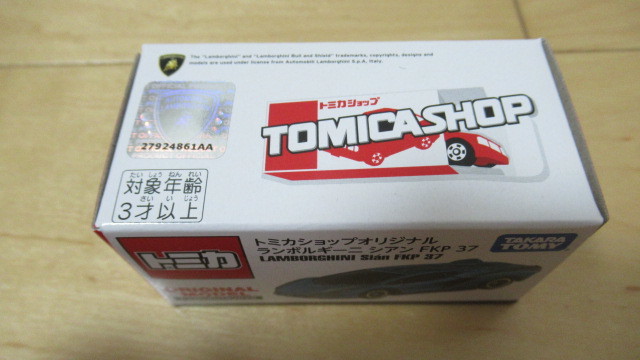 The "Lamborghini" and "Lamborghini Bull and Shield" trademarks, copyrights, designs and
models are used under license from Automobili Lamborghini S.p.A., Italy.
27924861AA
トミカショップ
TOMICASHOP
たい しょう ねん れい
対象年齢
さい い じょう
3才以上
トミカ
トミカショップオリジナル
ランボルギーニ シアン FKP 37
LAMBORGHINI Sián FKP 37
TAKARA
TOMY
ORIGINAL
MODEL